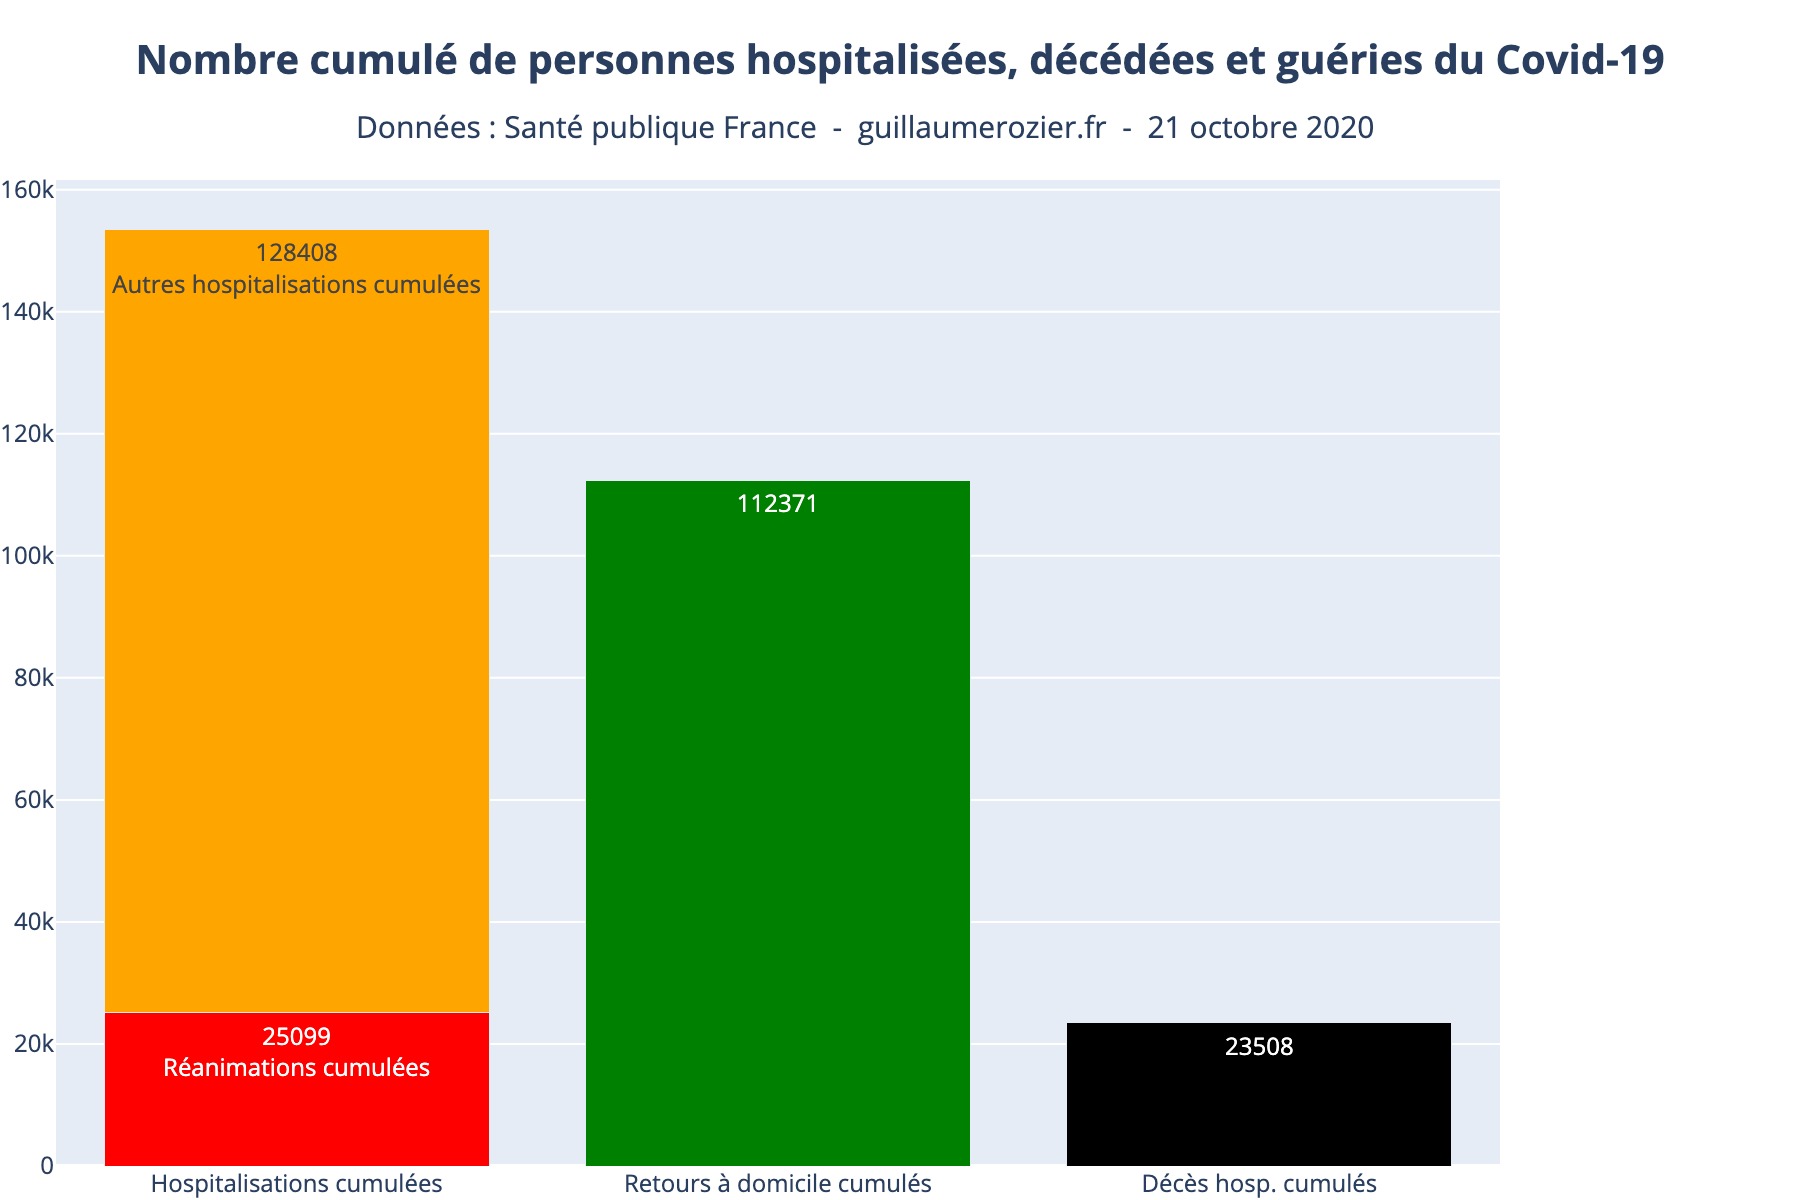 Nombre cumulé de personnes hospitalisées, décédées et guéries du Covid-19
Données : Santé publique France - guillaumerozier.fr - 21 octobre 2020
160k
140k
120k
100k
80k
60k
40k
20k
0
128408
Autres hospitalisations cumulées
25099
Réanimations cumulées
112371
23508
Hospitalisations cumulées
Retours à domicile cumulés
Décès hosp. cumulés